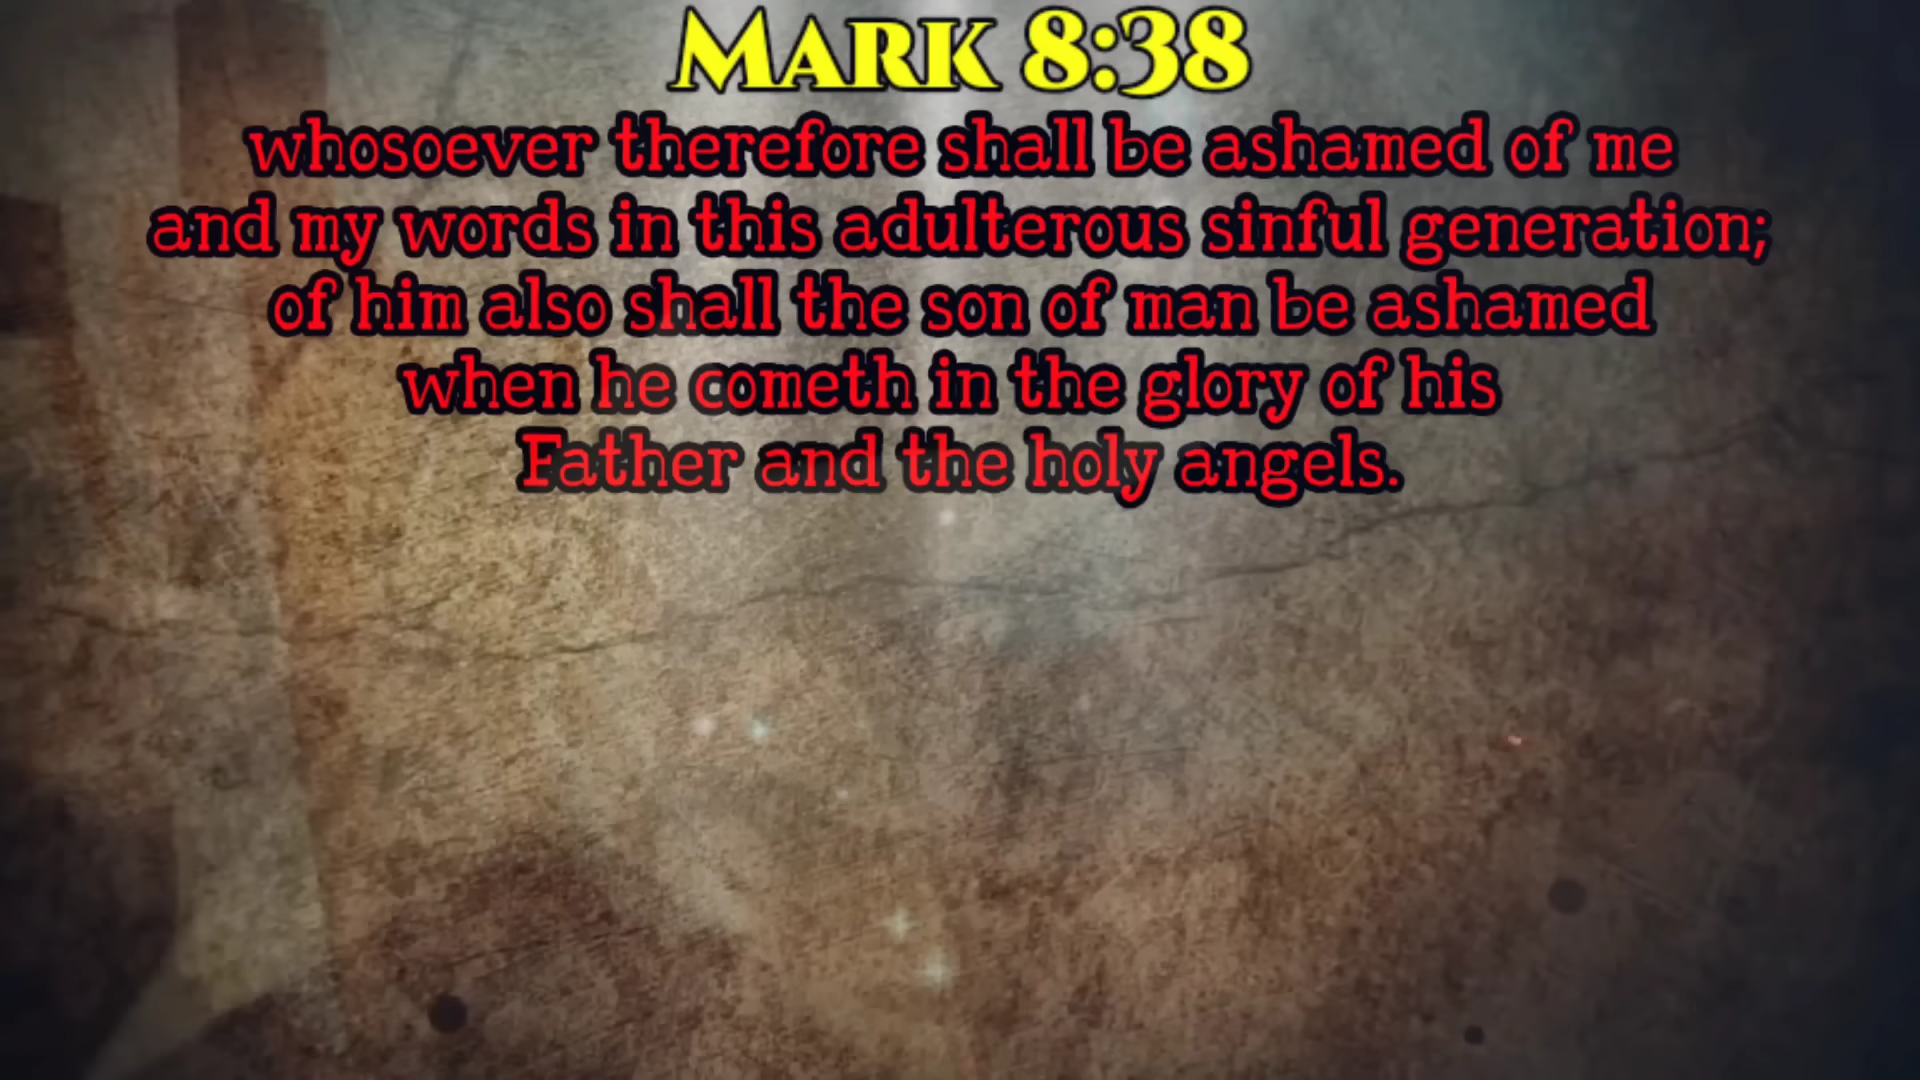 Mark 8:38
whosoever therefore shall be ashamed of me
and my words in this adulterous sinful generation;
of him also shall the son of man be ashamed
when he cometh in the glory of his
Father and the holy angels.